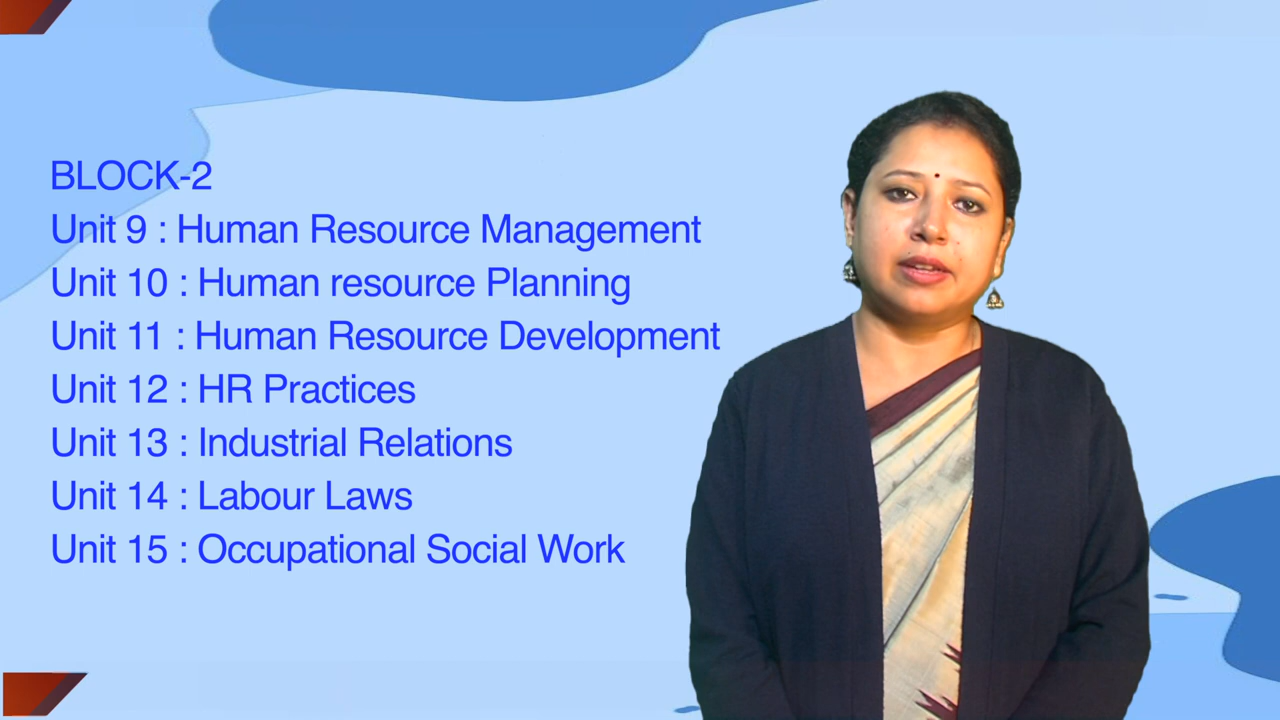 BLOCK-2
Unit 9 : Human Resource Management
Unit 10 : Human resource Planning
Unit 11 : Human Resource Development
Unit 12 : HR Practices
Unit 13 : Industrial Relations
Unit 14 : Labour Laws
Unit 15 : Occupational Social Work